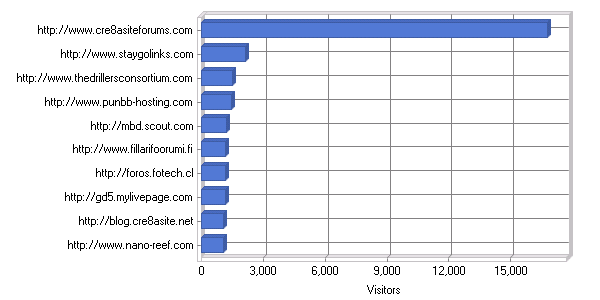 http://www.cre8asiteforums.com
http://www.staygolinks.com
http://www.thedrillersconsortium.com
http://www.punbb-hosting.com
http://mbd.scout.com
http://www.fillarifoorumi.fi
http://foros.fotech.cl
http://gd5.mylivepage.com
http://blog.cre8asite.net
http://www.nano-reef.com
0 3,000 6,000 9,000 12,000 15,000
Visitors